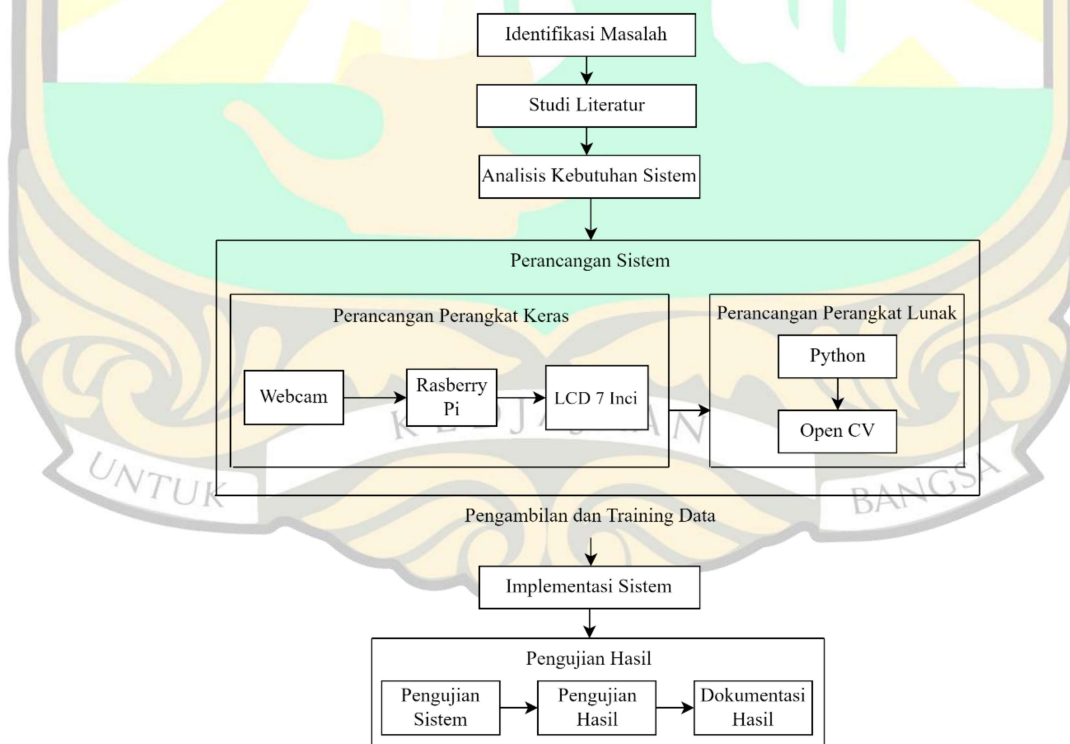 Identifikasi Masalah
Studi Literatur
Analisis Kebutuhan Sistem
Perancangan Sistem
Perancangan Perangkat Keras
Webcam
Rasberry
Pi
LCD 7 Inci
Perancangan Perangkat Lunak
Python
Open CV
UNTUK
BANGSA
Pengambilan dan Training Data
Implementasi Sistem
Pengujian Hasil
Pengujian
Sistem
Pengujian
Hasil
Dokumentasi
Hasil